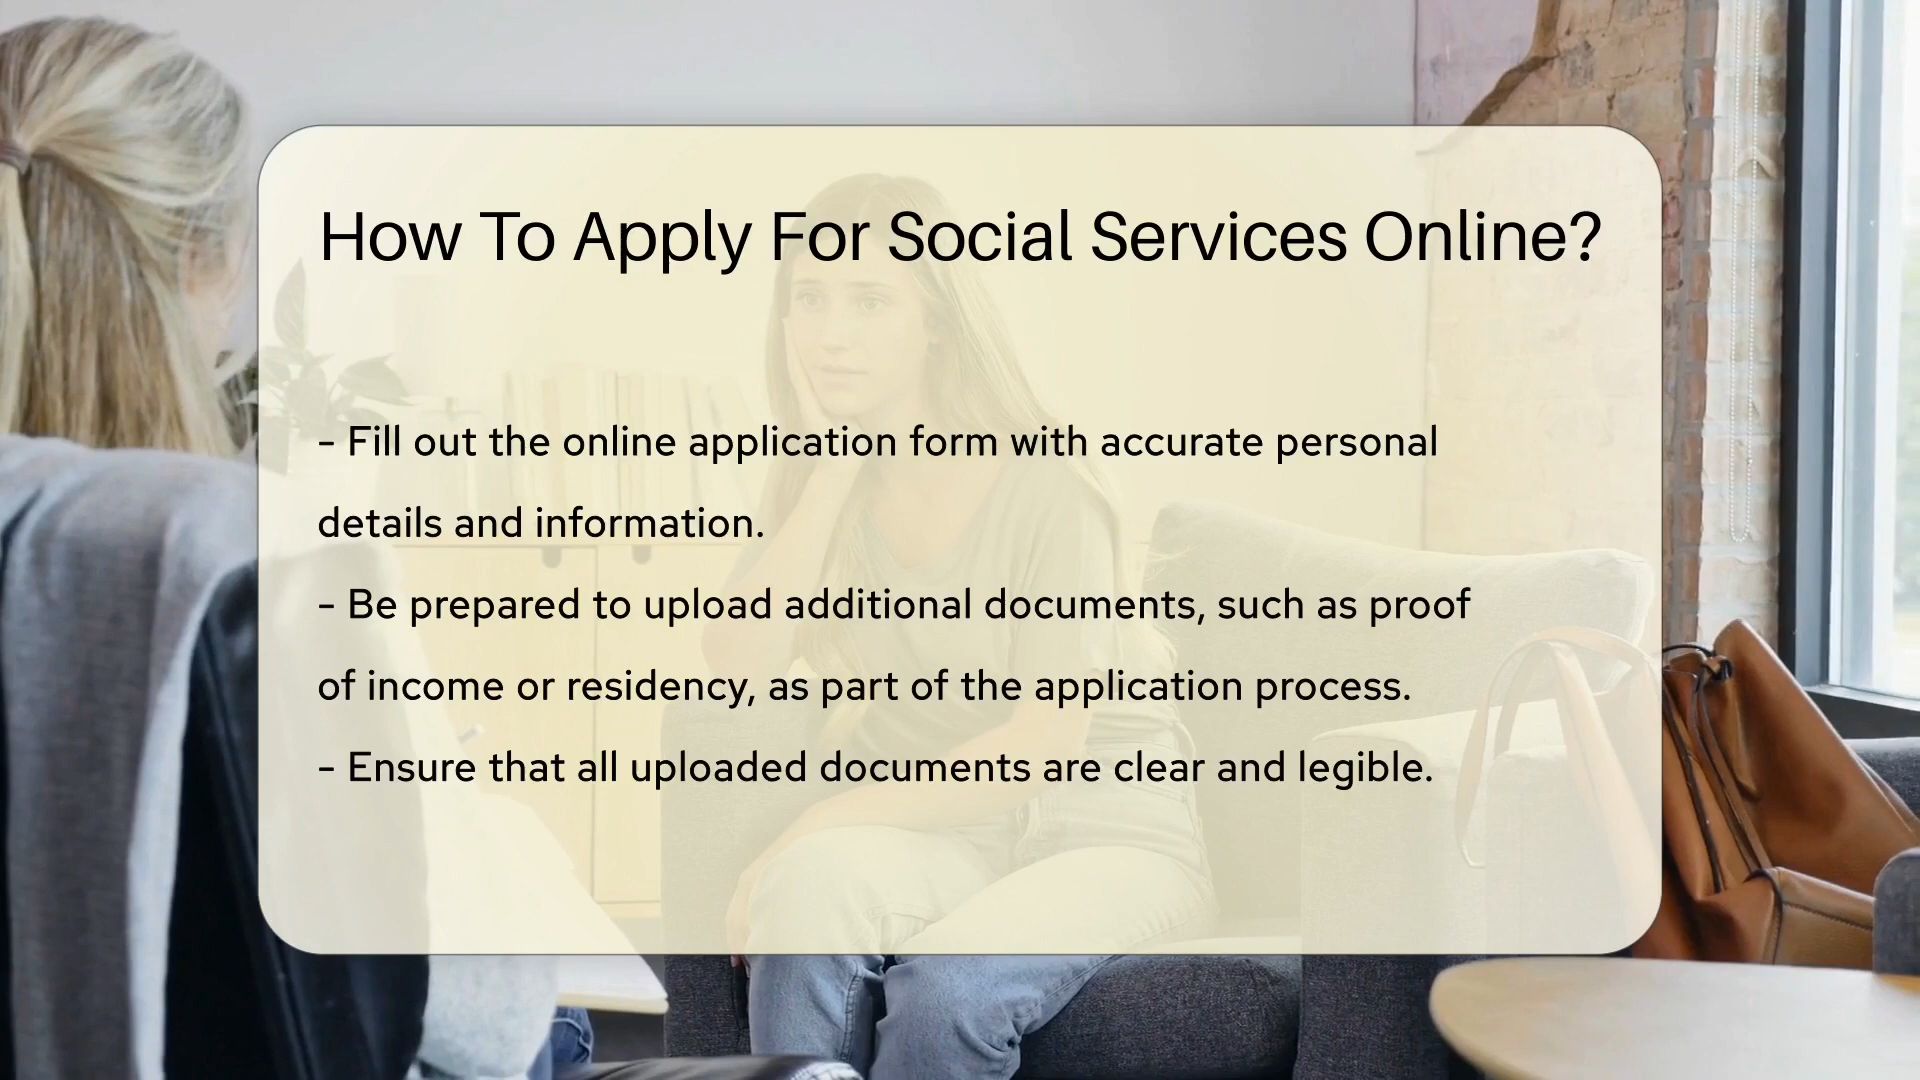 How To Apply For Social Services Online?
- Fill out the online application form with accurate personal
details and information.
- Be prepared to upload additional documents, such as proof
of income or residency, as part of the application process.
- Ensure that all uploaded documents are clear and legible.